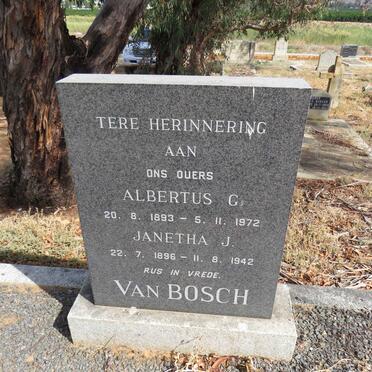 TERE HERINNERING
AAN
ONS OUERS
ALBERTUS G.
20. 8. 1893 - 5. 11. 1972
JANETHA J.
22. 7. 1896 - 11. 8. 1942
RUS IN VREDE.
VAN BOSCH